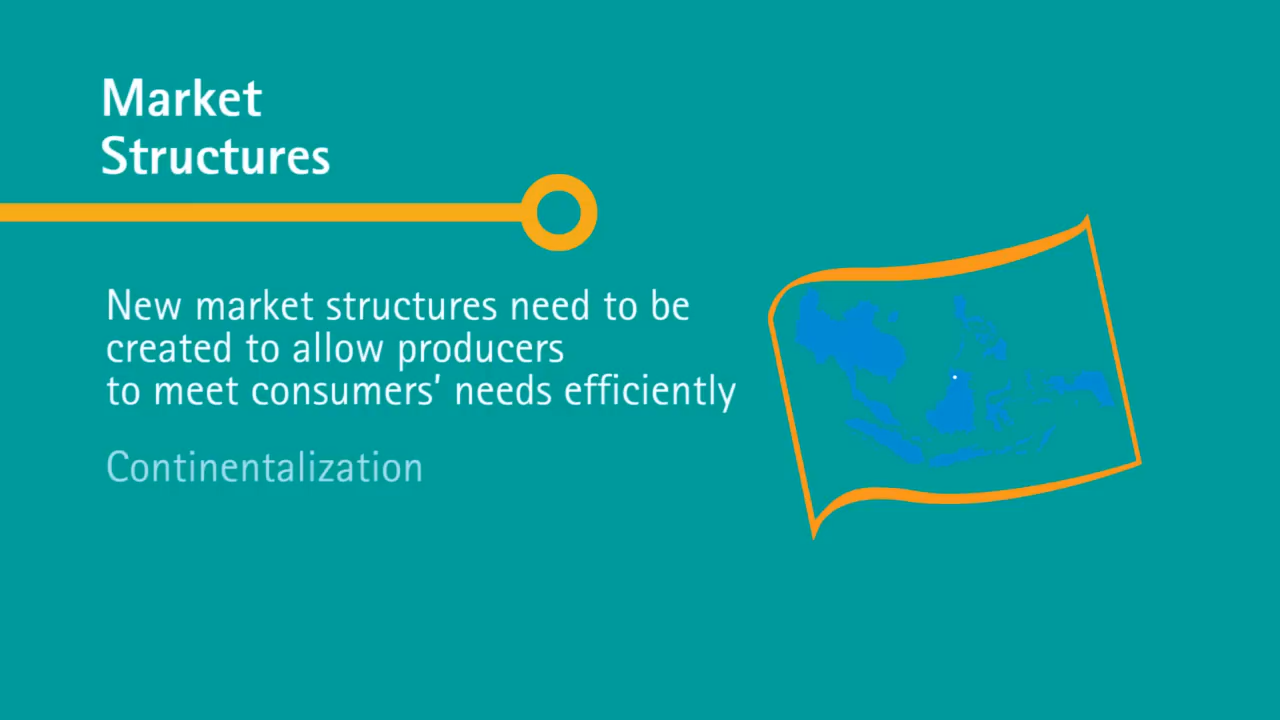 Market
Structures
New market structures need to be
created to allow producers
to meet consumers’ needs efficiently
Continentalization